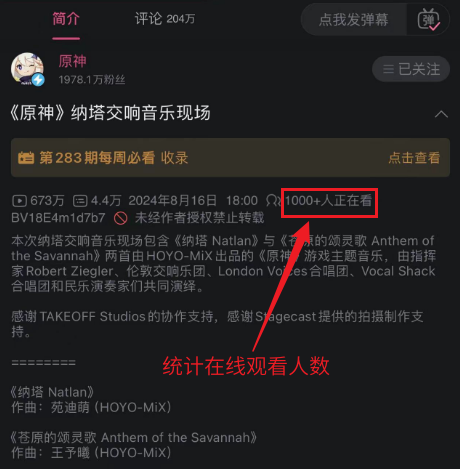 简介 评论 204万 点我发弹幕 弹
原神
1978.1万粉丝 已关注
《原神》纳塔交响音乐现场
第283期每周必看 收录 点击查看
673万 4.4万 2024年8月16日 18:00 1000+人正在看
BV18E4m1d7b7 未经作者授权禁止转载
本次纳塔交响音乐现场包含《纳塔 Natlan》与《苍原的颂灵歌 Anthem of
the Savannah》两首由HOYO-MiX出品的《原神》游戏主题音乐，由指挥
家Robert Ziegler、伦敦交响乐团、London Voices合唱团、Vocal Shack
合唱团和民乐演奏家们共同演绎。
感谢TAKEOFF Studios的协作支持，感谢Stagecast提供的拍摄制作支
持。
统计在线观看人数
========
《纳塔 Natlan》
作曲：苑迪萌（HOYO-MiX）
《苍原的颂灵歌 Anthem of the Savannah》
作曲：王予曦（HOYO-MiX）